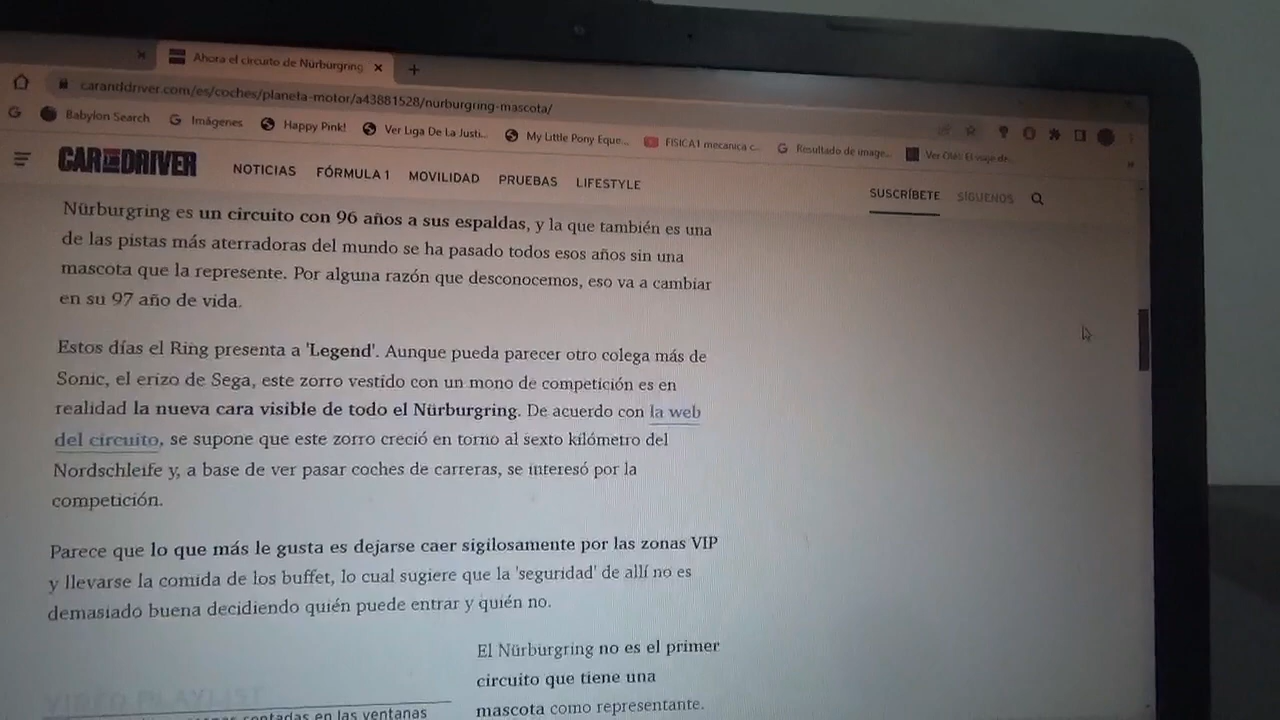 Ahora el circuito de Nürburgring
caranddriver.com/es/coches/planeta-motor/a43881528/nurburgring-mascota/
Babylon Search
Imágenes
Happy Pink!
Ver Liga De La Justi...
My Little Pony Eque...
FISICA1 mecanica c...
Resultado de image...
CAR AND DRIVER
NOTICIAS
FÓRMULA 1
MOVILIDAD
PRUEBAS
LIFESTYLE
SUSCRÍBETE
SÍGUENOS
Nürburgring es un circuito con 96 años a sus espaldas, y la que también es una
de las pistas más aterradoras del mundo se ha pasado todos esos años sin una
mascota que la represente. Por alguna razón que desconocemos, eso va a cambiar
en su 97 año de vida.
Estos días el Ring presenta a 'Legend'. Aunque pueda parecer otro colega más de
Sonic, el erizo de Sega, este zorro vestido con un mono de competición es en
realidad la nueva cara visible de todo el Nürburgring. De acuerdo con la web
del circuito, se supone que este zorro creció en torno al sexto kilómetro del
Nordschleife y, a base de ver pasar coches de carreras, se interesó por la
competición.
Parece que lo que más le gusta es dejarse caer sigilosamente por las zonas VIP
y llevarse la comida de los buffet, lo cual sugiere que la 'seguridad' de allí no es
demasiado buena decidiendo quién puede entrar y quién no.
El Nürburgring no es el primer
circuito que tiene una
mascota como representante.
VIDEO PLAYLIST
contadas en las ventanas